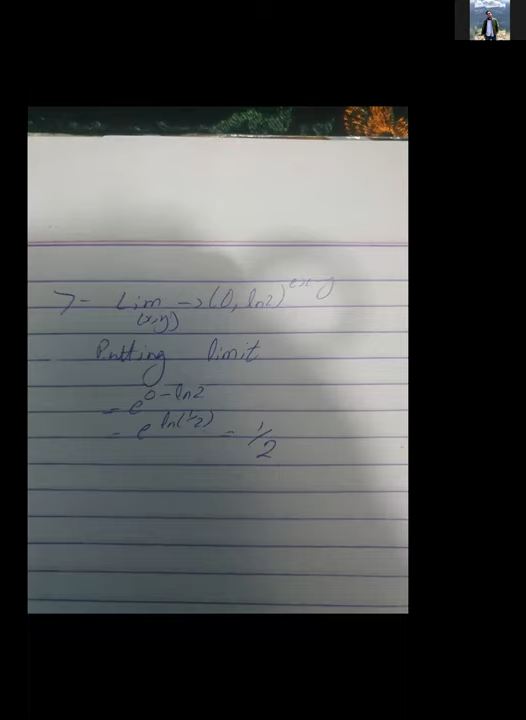 7- Lim (x,y) → (0, ln2) e^x-y
Putting limit
= e^0-ln2
= e^ln(1/2) = 1/2